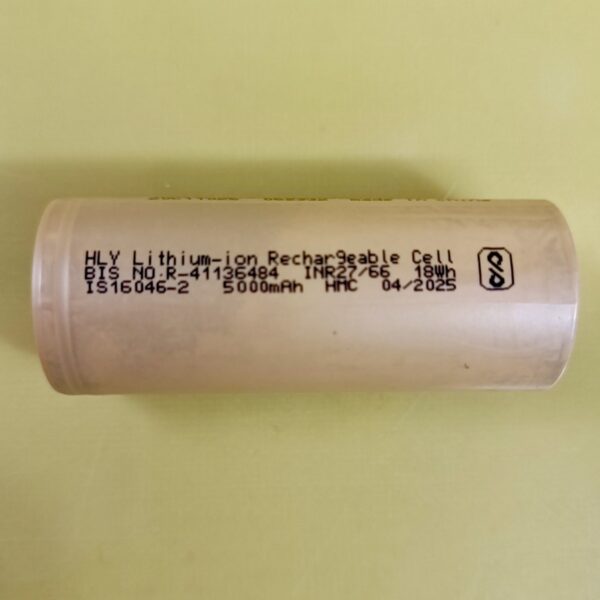 HLY Lithium-ion Rechargeable Cell
BIS NO.R-41136484 INR27/66 18Wh
IS16046-2 5000mAh HMC 04/2025